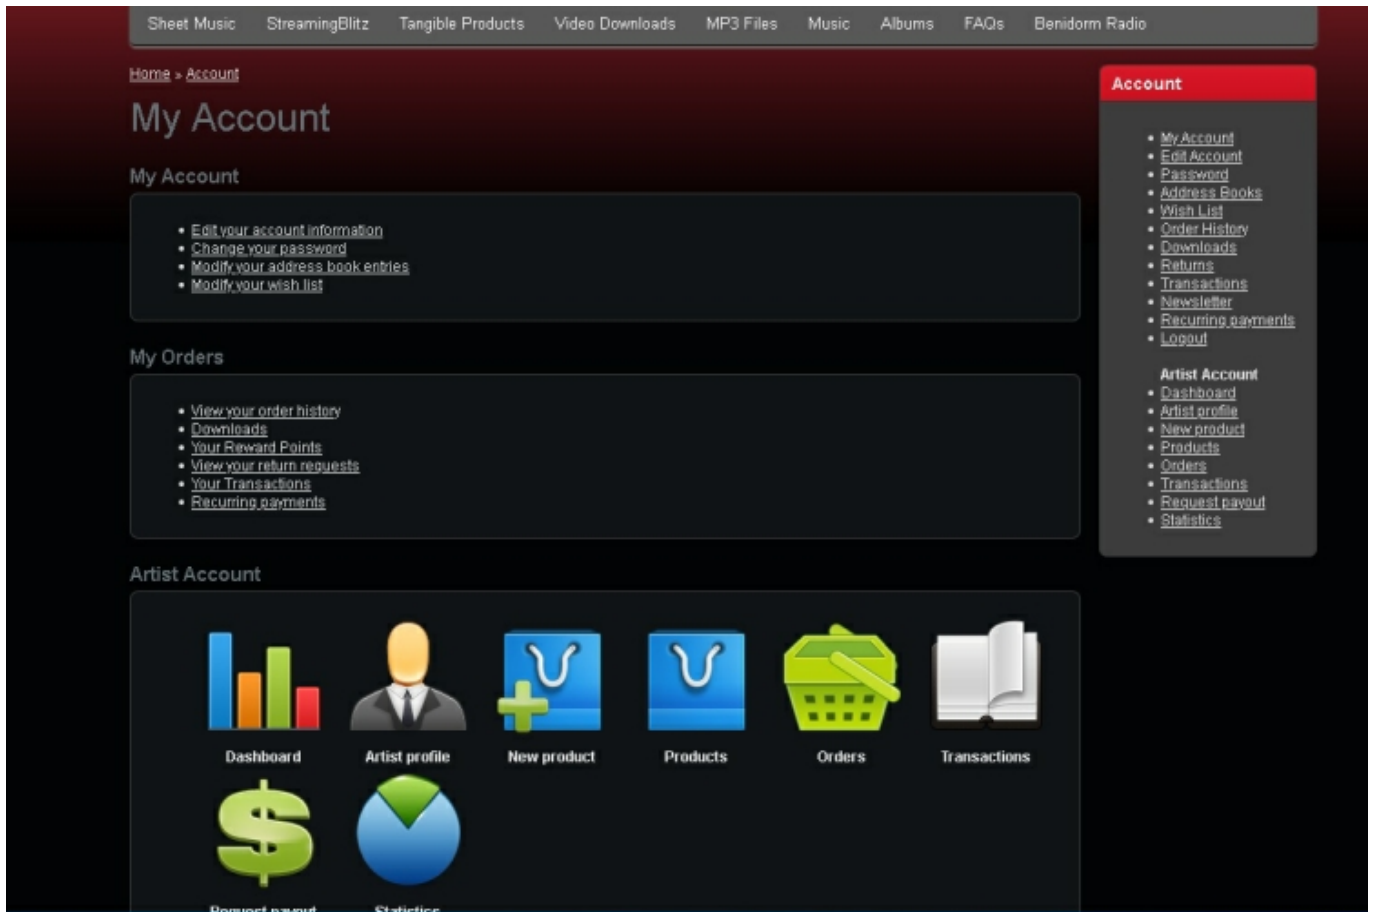 Sheet Music StreamingBlitz Tangible Products Video Downloads MP3 Files Music Albums FAQs Benidorm Radio
Home » Account
My Account
My Account
Edit your account information
Change your password
Modify your address book entries
Modify your wish list
My Orders
View your order history
Downloads
Your Reward Points
View your return requests
Your Transactions
Recurring payments
Artist Account
Dashboard Artist profile New product Products Orders Transactions
Request payout Statistics
Account
My Account
Edit Account
Password
Address Books
Wish List
Order History
Downloads
Returns
Transactions
Newsletter
Recurring payments
Logout
Artist Account
Dashboard
Artist profile
New product
Products
Orders
Transactions
Request payout
Statistics